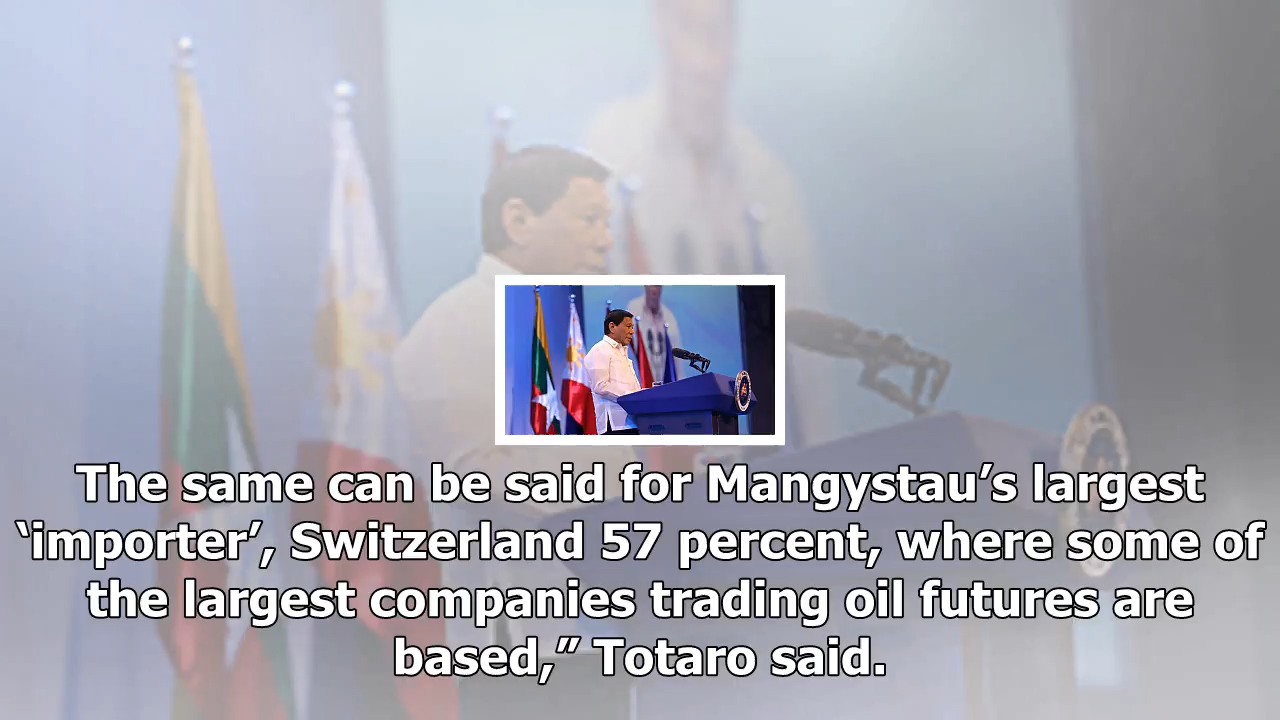 The same can be said for Mangystau’s largest
‘importer’, Switzerland 57 percent, where some of
the largest companies trading oil futures are
based,” Totaro said.